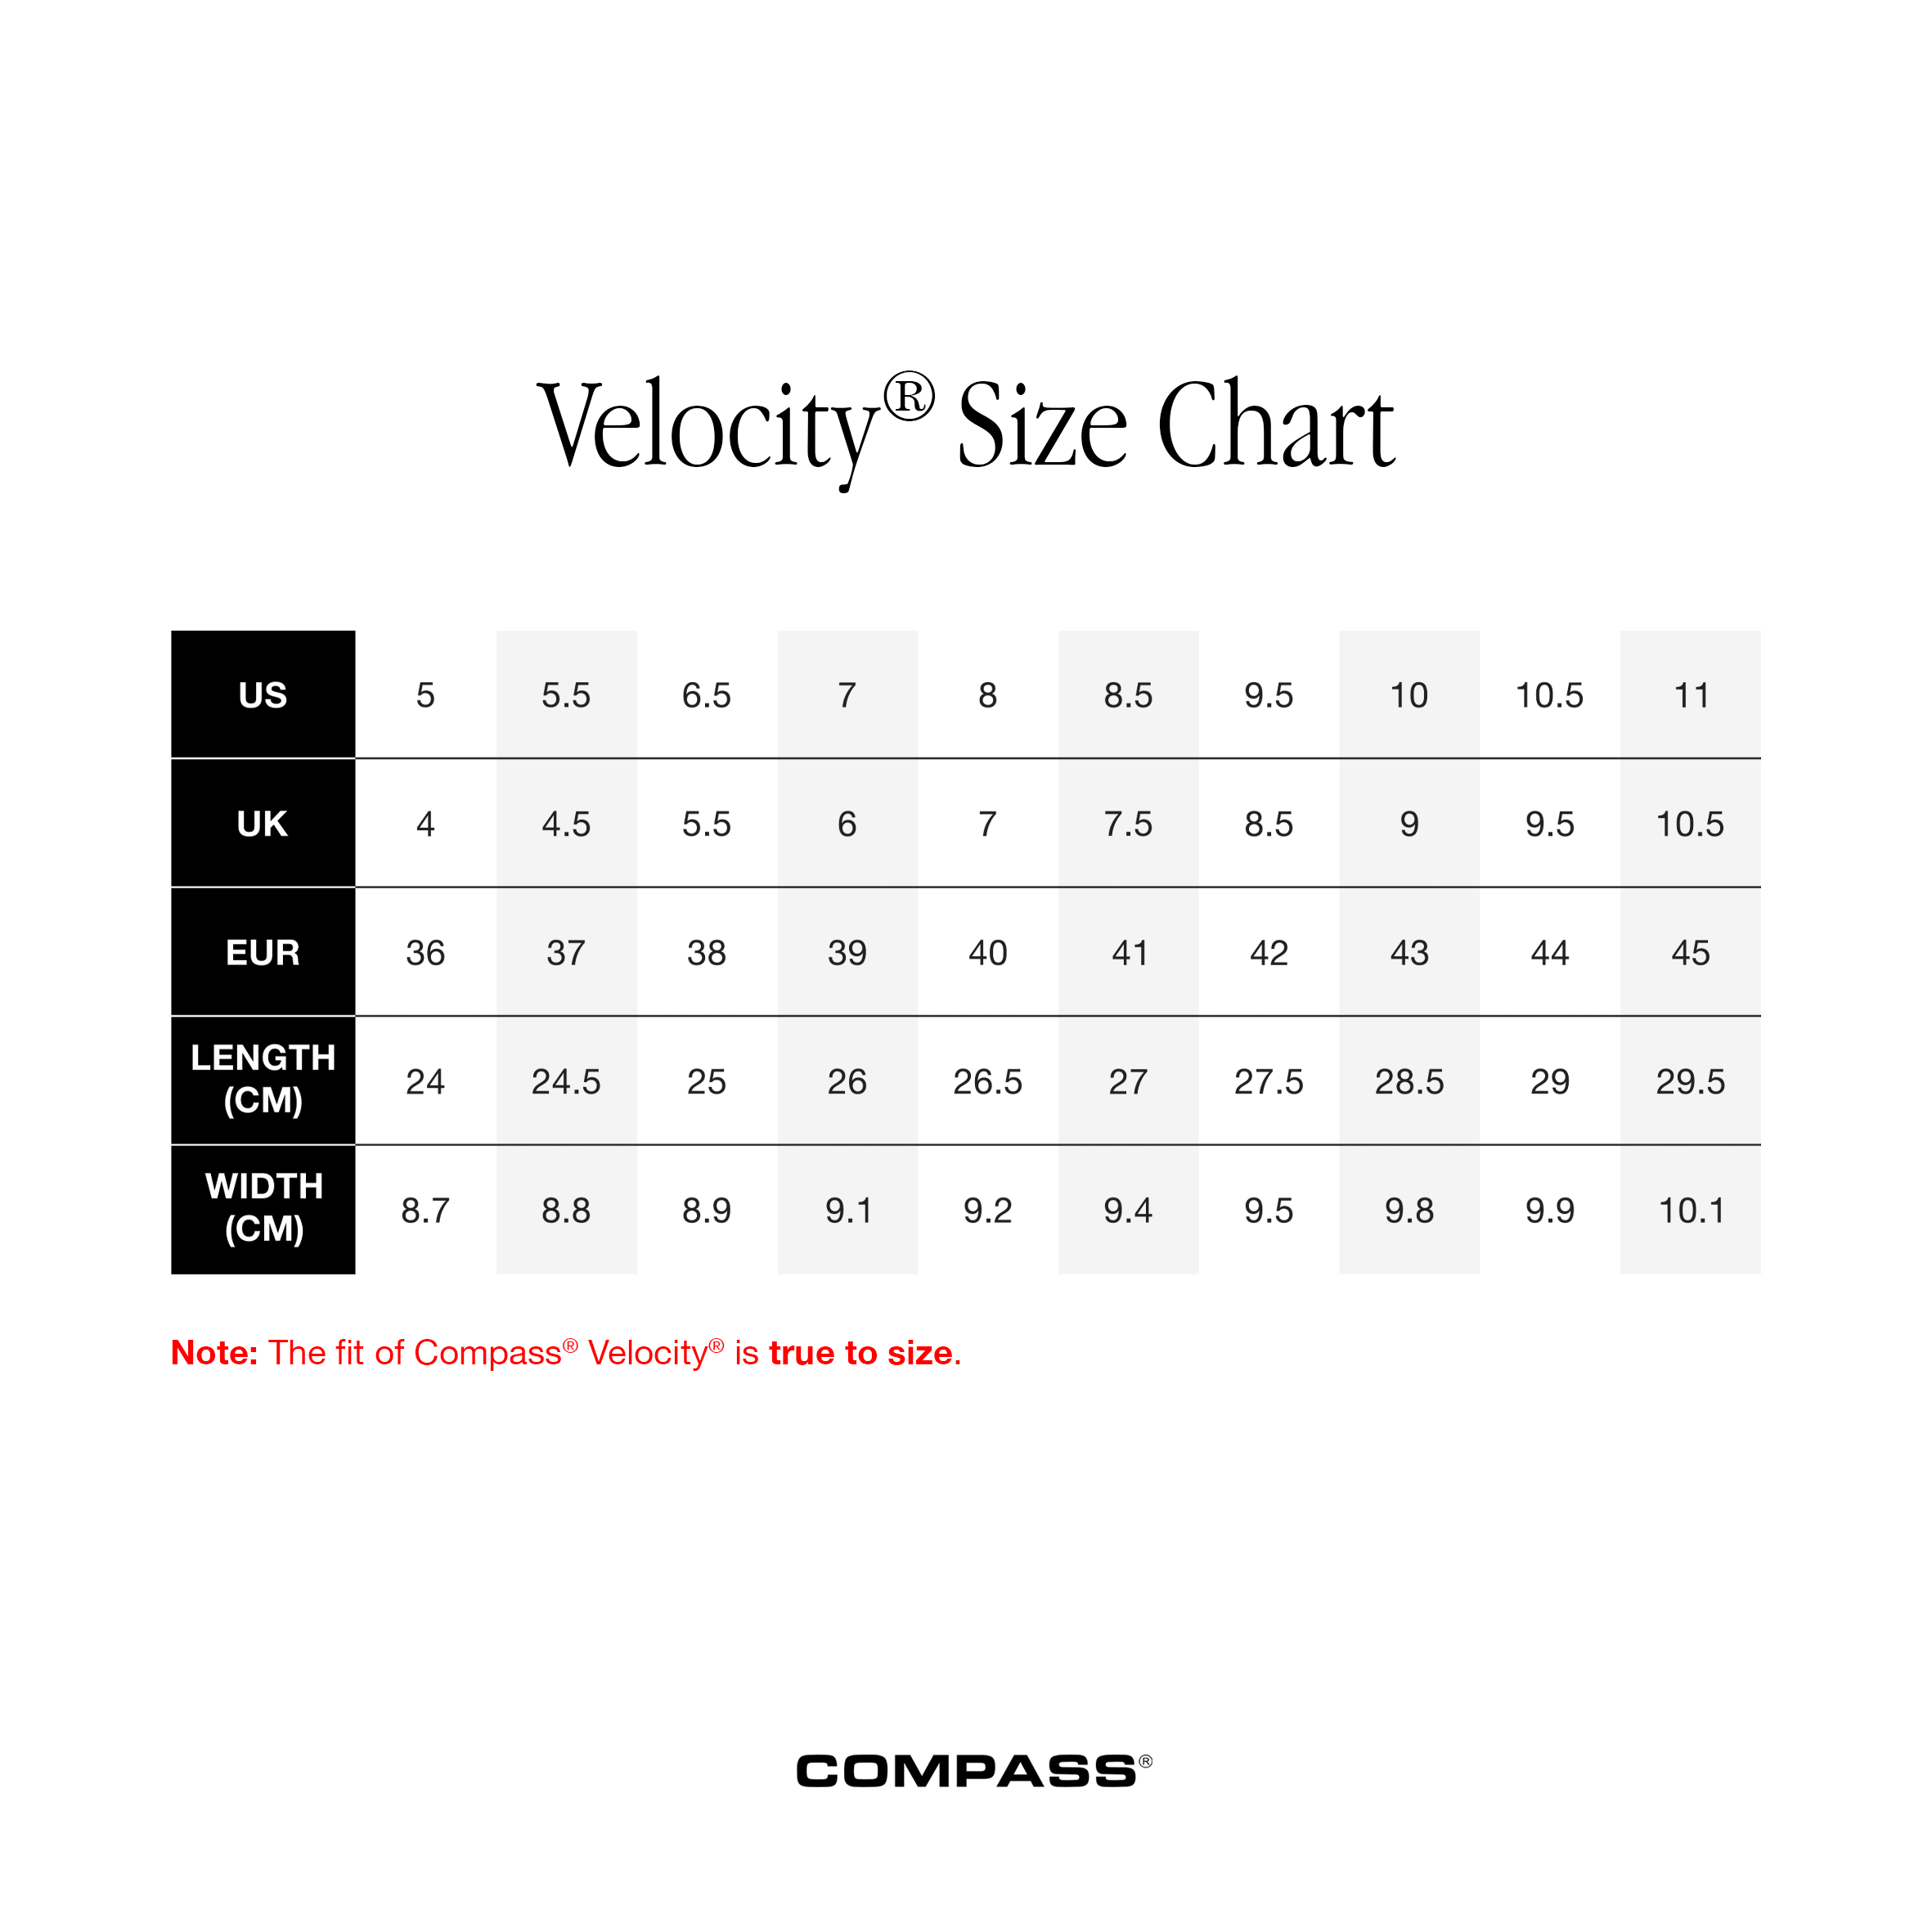 Velocity® Size Chart
US 5 5.5 6.5 7 8 8.5 9.5 10 10.5 11
UK 4 4.5 5.5 6 7 7.5 8.5 9 9.5 10.5
EUR 36 37 38 39 40 41 42 43 44 45
LENGTH
(CM) 24 24.5 25 26 26.5 27 27.5 28.5 29 29.5
WIDTH
(CM) 8.7 8.8 8.9 9.1 9.2 9.4 9.5 9.8 9.9 10.1
Note: The fit of Compass® Velocity® is true to size.
COMPASS®